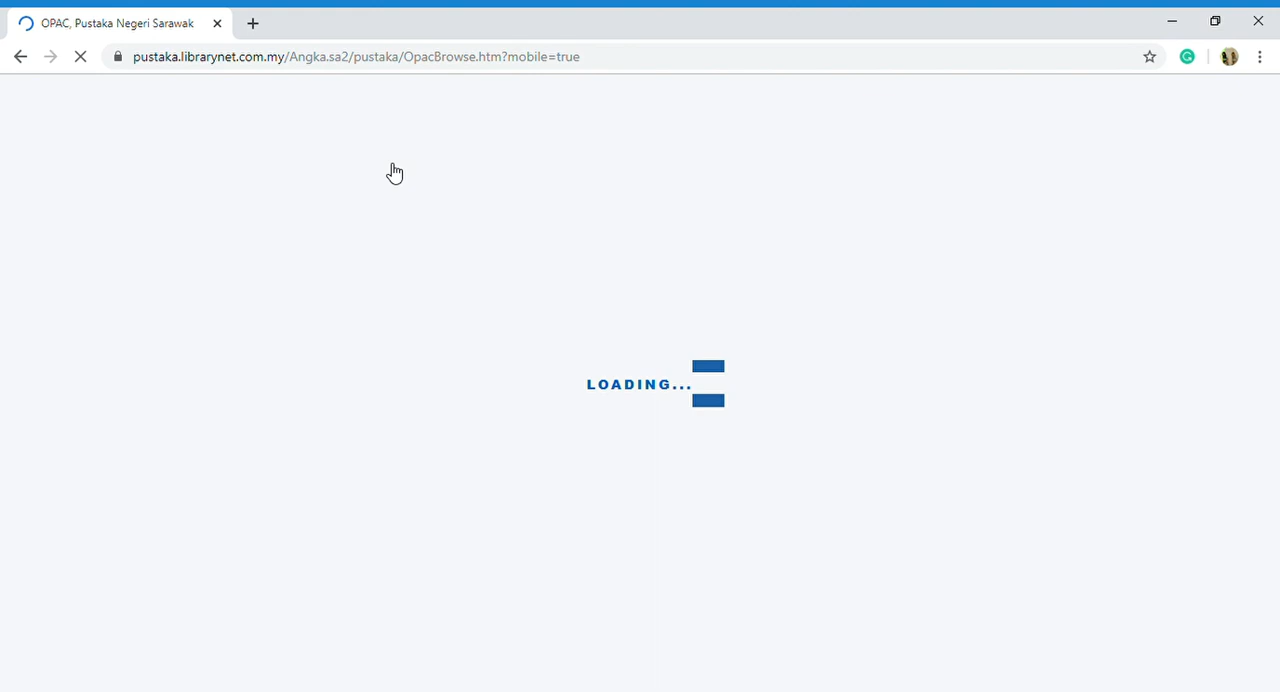 OPAC, Pustaka Negeri Sarawak
pustaka.librarynet.com.my/Angka.sa2/pustaka/OpacBrowse.htm?mobile=true
LOADING...